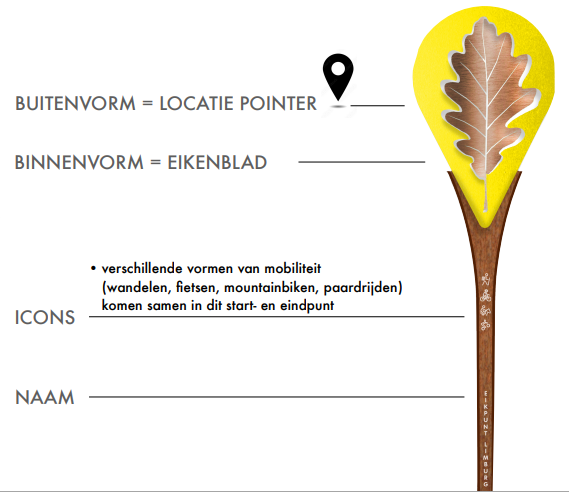 BUITENVORM = LOCATIE POINTER
BINNENVORM = EIKENBLAD
• verschillende vormen van mobiliteit
(wandelen, fietsen, mountainbiken, paardrijden)
komen samen in dit start- en eindpunt
ICONS
NAAM
EIKPUNT LIMBURG